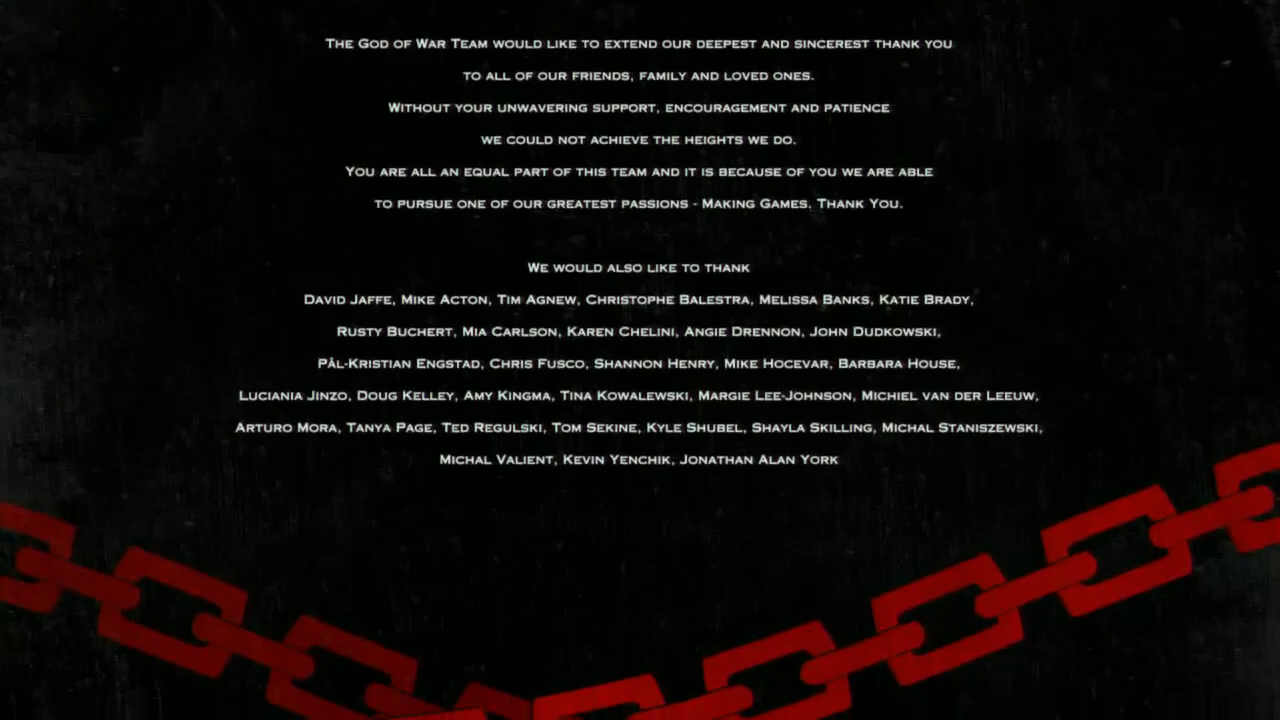 The God of War Team would like to extend our deepest and sincerest thank you
to all of our friends, family and loved ones.
Without your unwavering support, encouragement and patience
we could not achieve the heights we do.
You are all an equal part of this team and it is because of you we are able
to pursue one of our greatest passions - Making Games. Thank You.
We would also like to thank
David Jaffe, Mike Acton, Tim Agnew, Christophe Balestra, Melissa Banks, Katie Brady,
Rusty Buchert, Mia Carlson, Karen Chelini, Angie Drennon, John Dudkowski,
Pål-Kristian Engstad, Chris Fusco, Shannon Henry, Mike Hocevar, Barbara House,
Luciania Jinzo, Doug Kelley, Amy Kingma, Tina Kowalewski, Margie Lee-Johnson, Michiel van der Leeuw,
Arturo Mora, Tanya Page, Ted Regulski, Tom Sekine, Kyle Shubel, Shayla Skilling, Michal Staniszewski,
Michal Valient, Kevin Yenchik, Jonathan Alan York